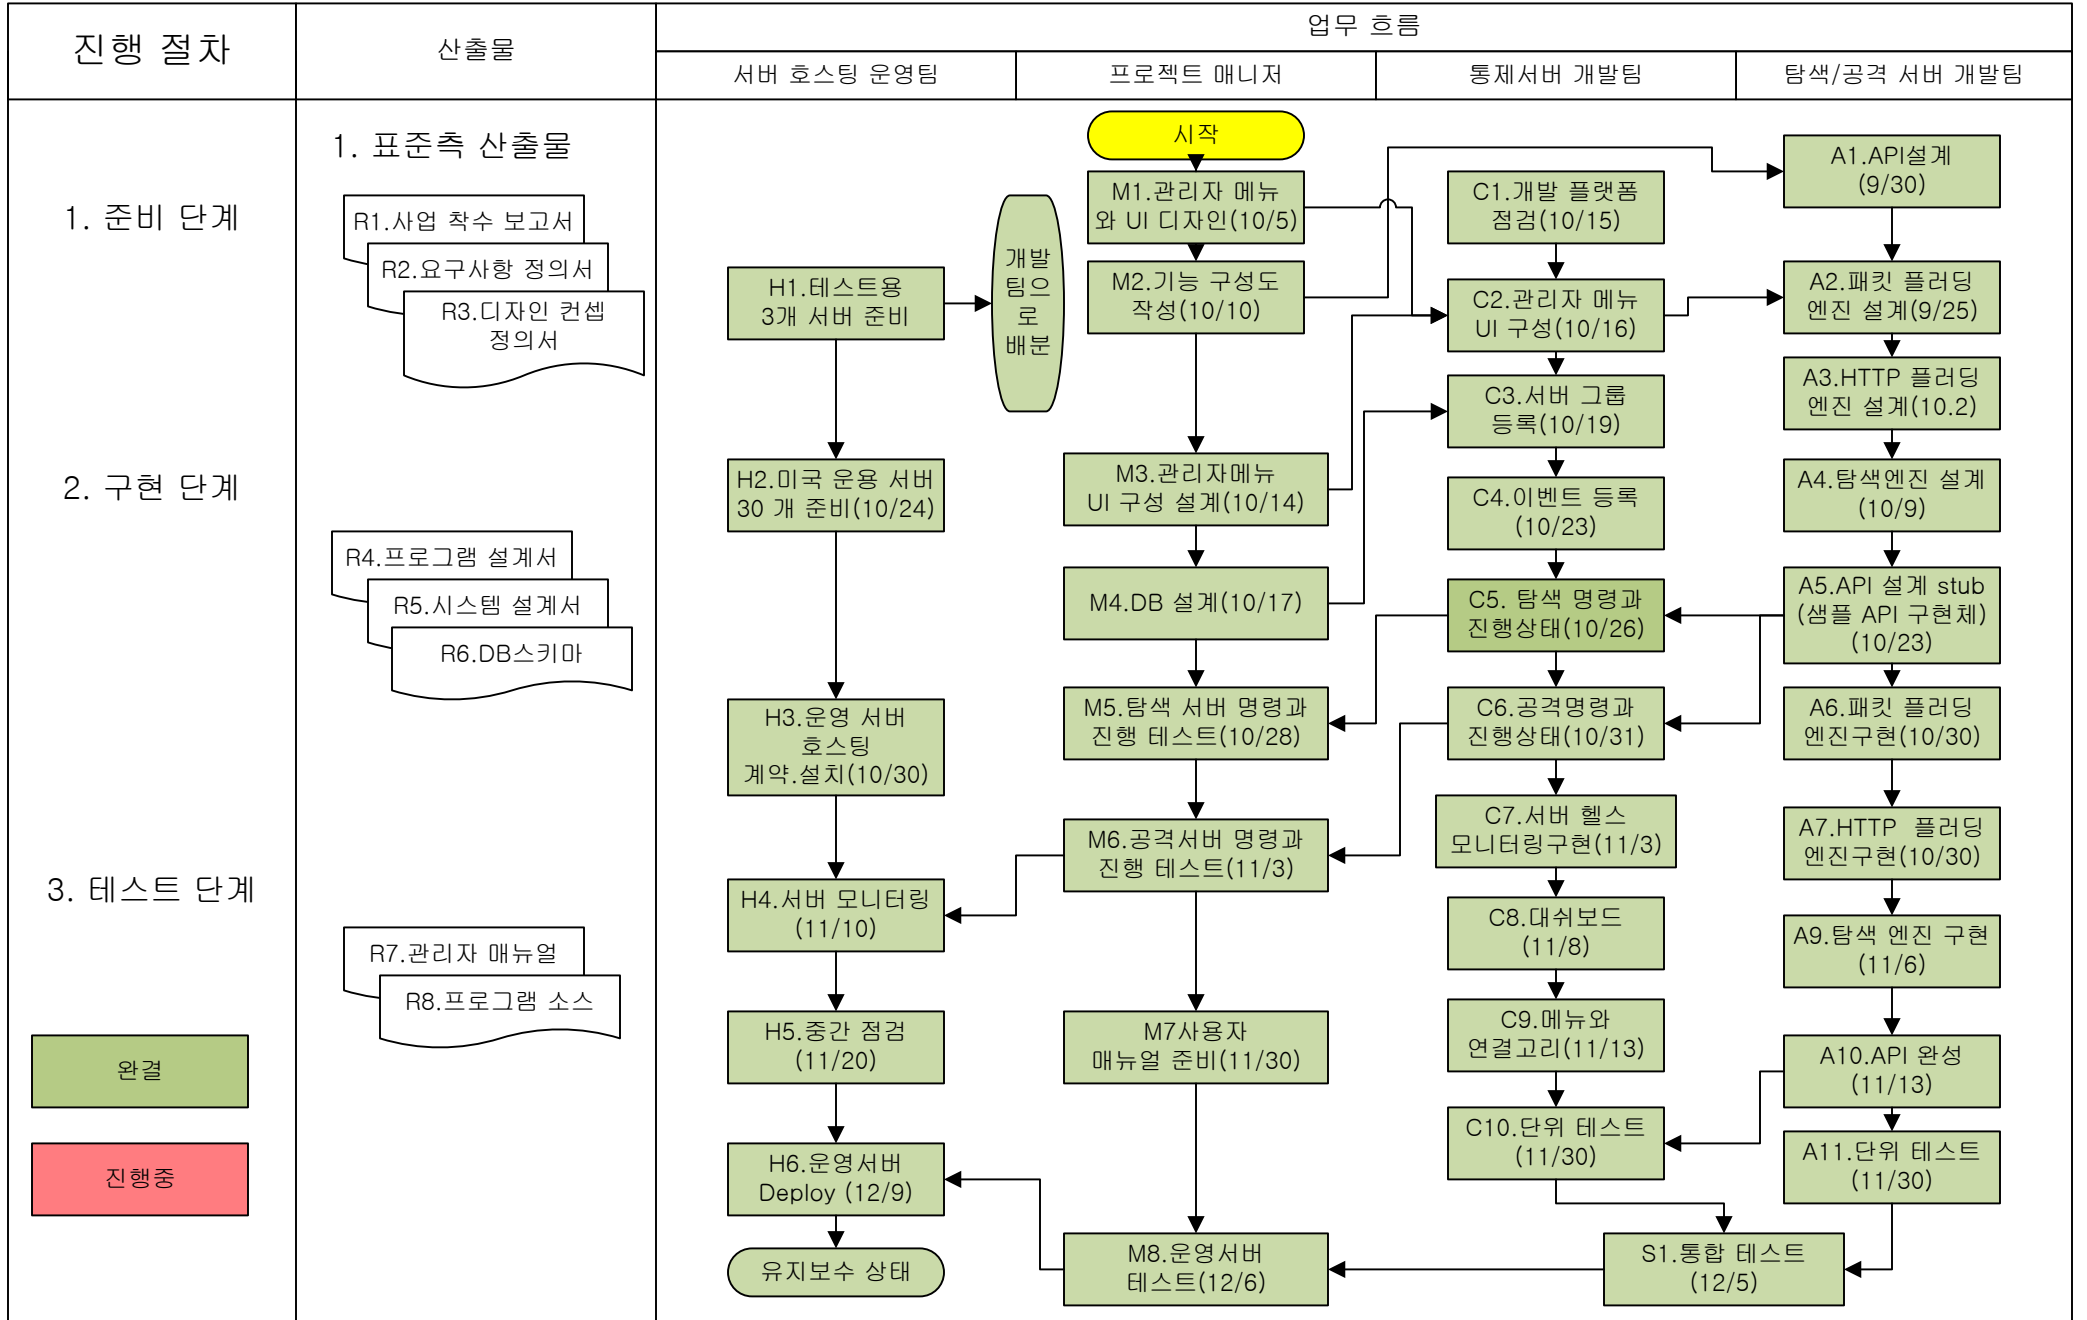 진행 절차
산출물
업무 흐름
서버 호스팅 운영팀
프로젝트 매니저
통제서버 개발팀
탐색/공격 서버 개발팀
1. 준비 단계
2. 구현 단계
3. 테스트 단계
완결
진행중
1. 표준측 산출물
R1.사업 착수 보고서
R2.요구사항 정의서
R3.디자인 컨셉
정의서
R4.프로그램 설계서
R5.시스템 설계서
R6.DB스키마
R7.관리자 매뉴얼
R8.프로그램 소스
H1.테스트용
3개 서버 준비
개발
팀으
로
배분
H2.미국 운용 서버
30 개 준비(10/24)
H3.운영 서버
호스팅
계약.설치(10/30)
H4.서버 모니터링
(11/10)
H5.중간 점검
(11/20)
H6.운영서버
Deploy (12/9)
유지보수 상태
시작
M1.관리자 메뉴
와 UI 디자인(10/5)
M2.기능 구성도
작성(10/10)
M3.관리자메뉴
UI 구성 설계(10/14)
M4.DB 설계(10/17)
M5.탐색 서버 명령과
진행 테스트(10/28)
M6.공격서버 명령과
진행 테스트(11/3)
M7사용자
매뉴얼 준비(11/30)
M8.운영서버
테스트(12/6)
C1.개발 플랫폼
점검(10/15)
C2.관리자 메뉴
UI 구성(10/16)
C3.서버 그룹
등록(10/19)
C4.이벤트 등록
(10/23)
C5. 탐색 명령과
진행상태(10/26)
C6.공격명령과
진행상태(10/31)
C7.서버 헬스
모니터링구현(11/3)
C8.대쉬보드
(11/8)
C9.메뉴와
연결고리(11/13)
C10.단위 테스트
(11/30)
S1.통합 테스트
(12/5)
A1.API설계
(9/30)
A2.패킷 플러딩
엔진 설계(9/25)
A3.HTTP 플러딩
엔진 설계(10.2)
A4.탐색엔진 설계
(10/9)
A5.API 설계 stub
(샘플 API 구현체)
(10/23)
A6.패킷 플러딩
엔진구현(10/30)
A7.HTTP 플러딩
엔진구현(10/30)
A9.탐색 엔진 구현
(11/6)
A10.API 완성
(11/13)
A11.단위 테스트
(11/30)